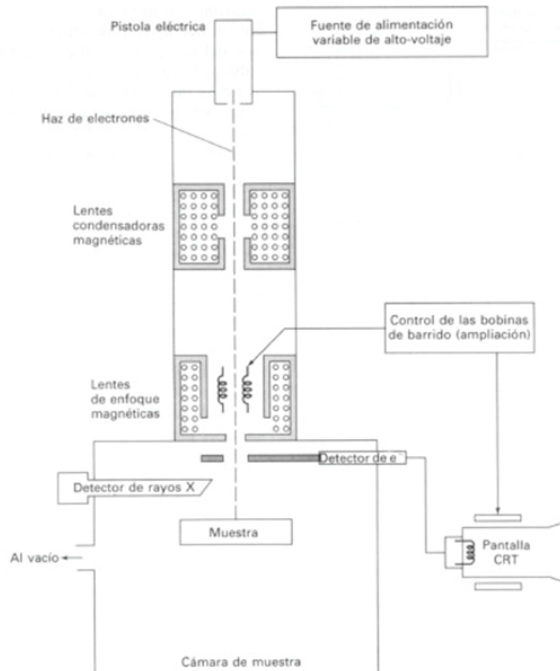 Pistola eléctrica
Fuente de alimentación
variable de alto-voltaje
Haz de electrones
Lentes
condensadoras
magnéticas
Control de las bobinas
de barrido (ampliación)
Lentes
de enfoque
magnéticas
Detector de e
Detector de rayos X
Muestra
Al vacío
Pantalla
CRT
Cámara de muestra